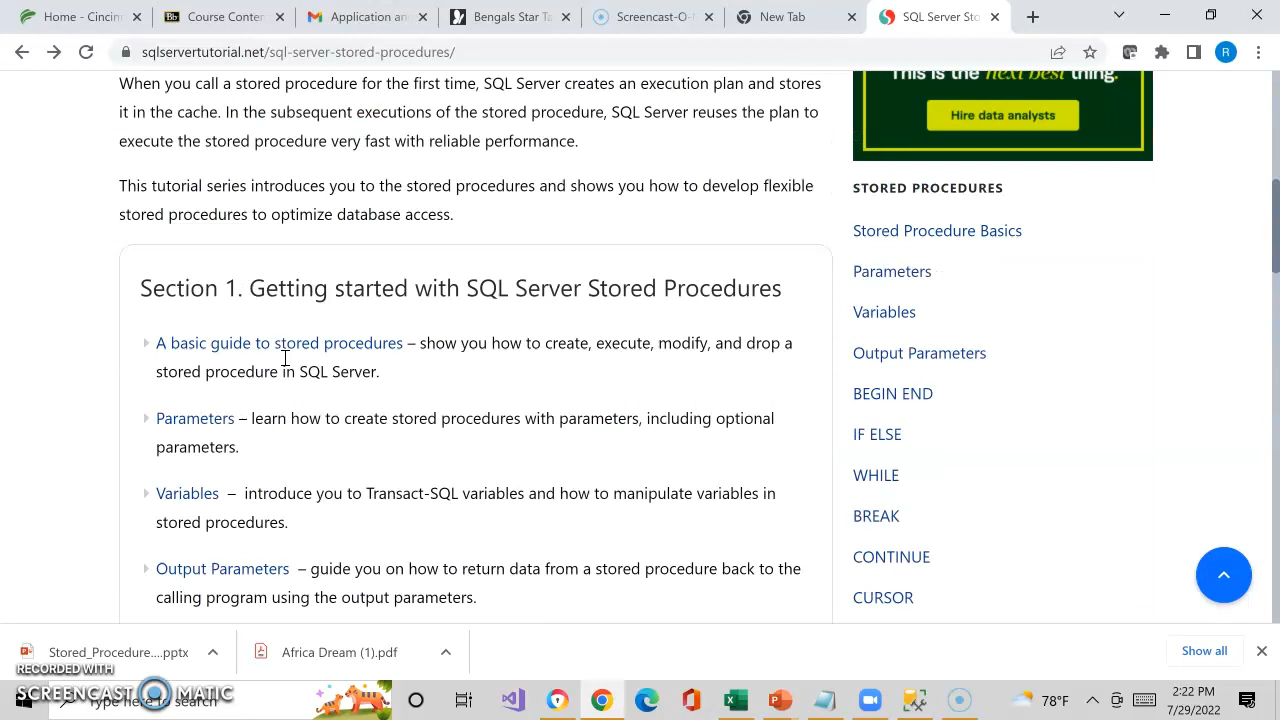 Home - Cincin
Course Center
Application an
Bengals Star Ta
Screencast-O-M
New Tab
SQL Server Sto
sqlservertutorial.net/sql-server-stored-procedures/
R
When you call a stored procedure for the first time, SQL Server creates an execution plan and stores
it in the cache. In the subsequent executions of the stored procedure, SQL Server reuses the plan to
execute the stored procedure very fast with reliable performance.
This tutorial series introduces you to the stored procedures and shows you how to develop flexible
stored procedures to optimize database access.
Section 1. Getting started with SQL Server Stored Procedures
A basic guide to stored procedures – show you how to create, execute, modify, and drop a
stored procedure in SQL Server.
Parameters – learn how to create stored procedures with parameters, including optional
parameters.
Variables – introduce you to Transact-SQL variables and how to manipulate variables in
stored procedures.
Output Parameters – guide you on how to return data from a stored procedure back to the
calling program using the output parameters.
This is the next best thing.
Hire data analysts
STORED PROCEDURES
Stored Procedure Basics
Parameters
Variables
Output Parameters
BEGIN END
IF ELSE
WHILE
BREAK
CONTINUE
CURSOR
Stored_Procedure....pptx
Africa Dream (1).pdf
Show all
RECORDED WITH
SCREENCAST MATIC
Type here to search
78°F
2:22 PM
7/29/2022